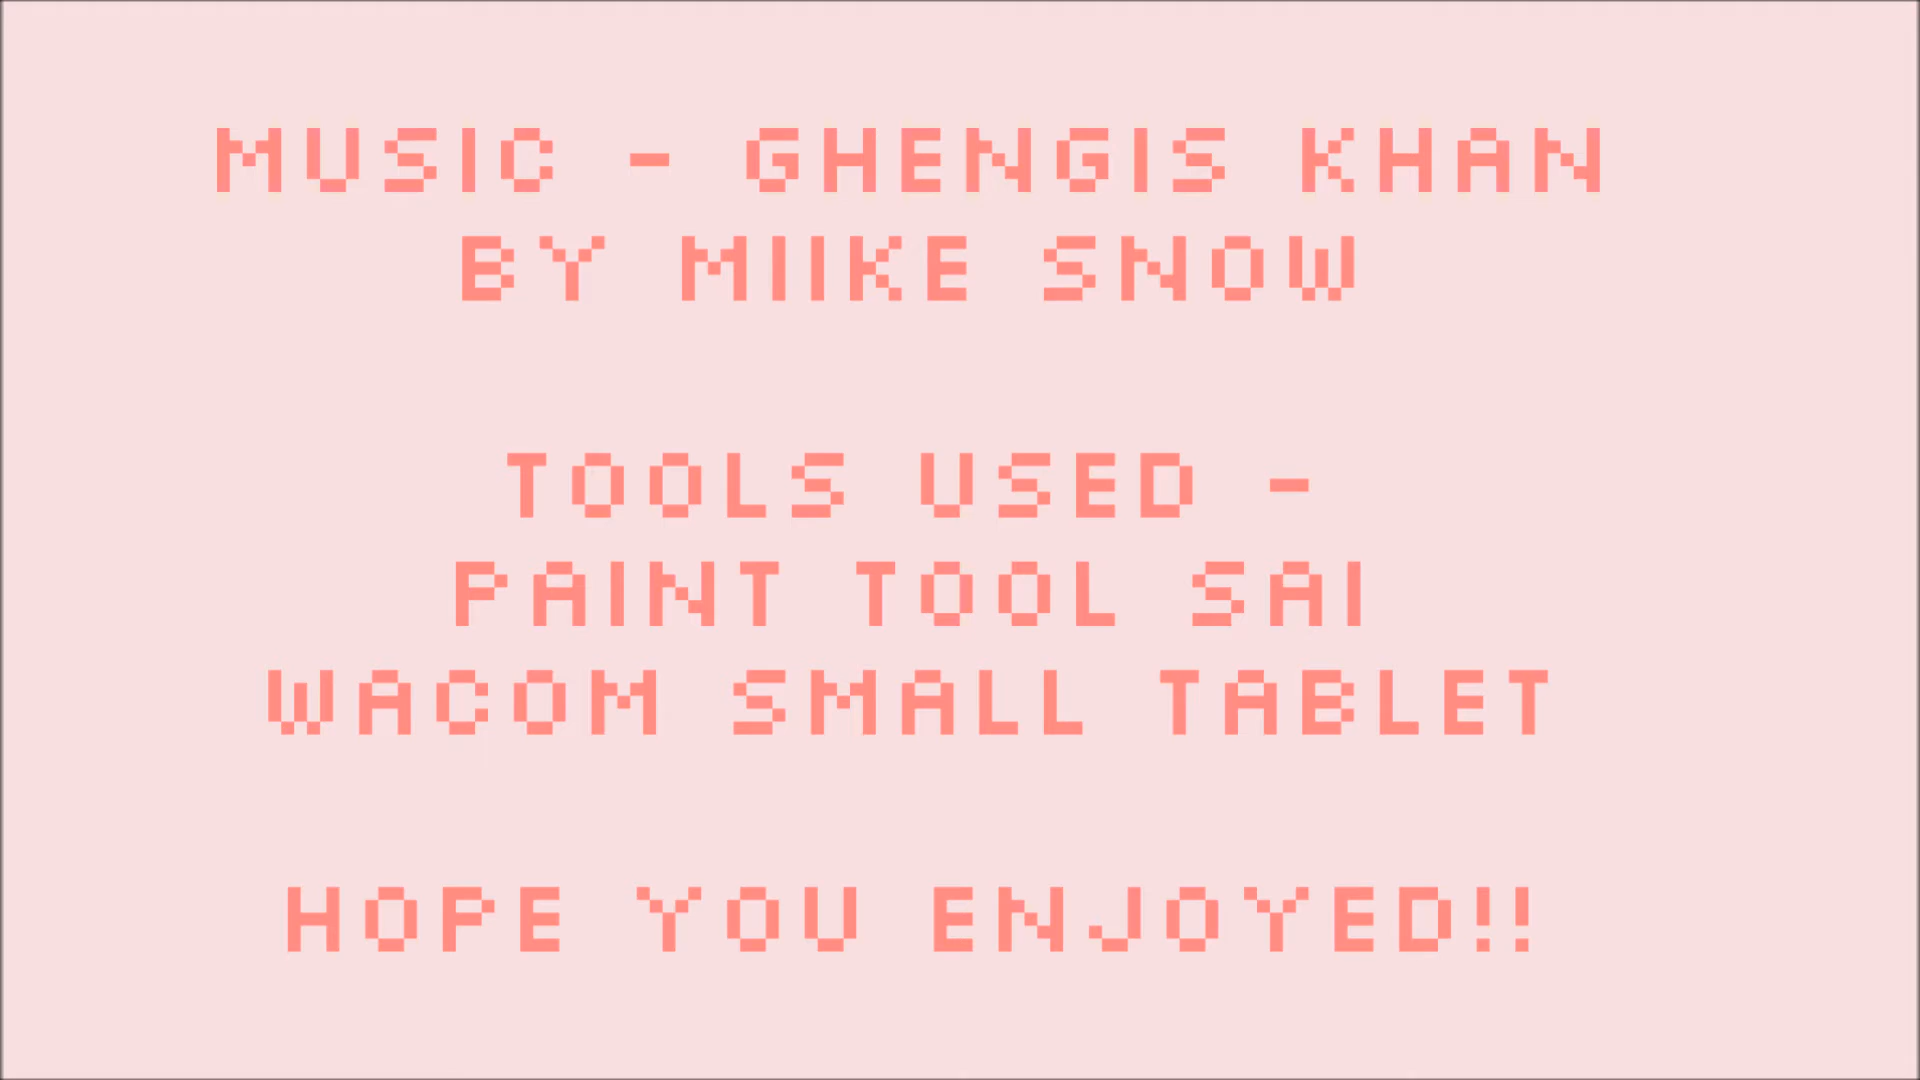 MUSIC - GHENGIS KHAN
BY MIIKE SNOW
TOOLS USED -
PAINT TOOL SAI
WACOM SMALL TABLET
HOPE YOU ENJOYED!!